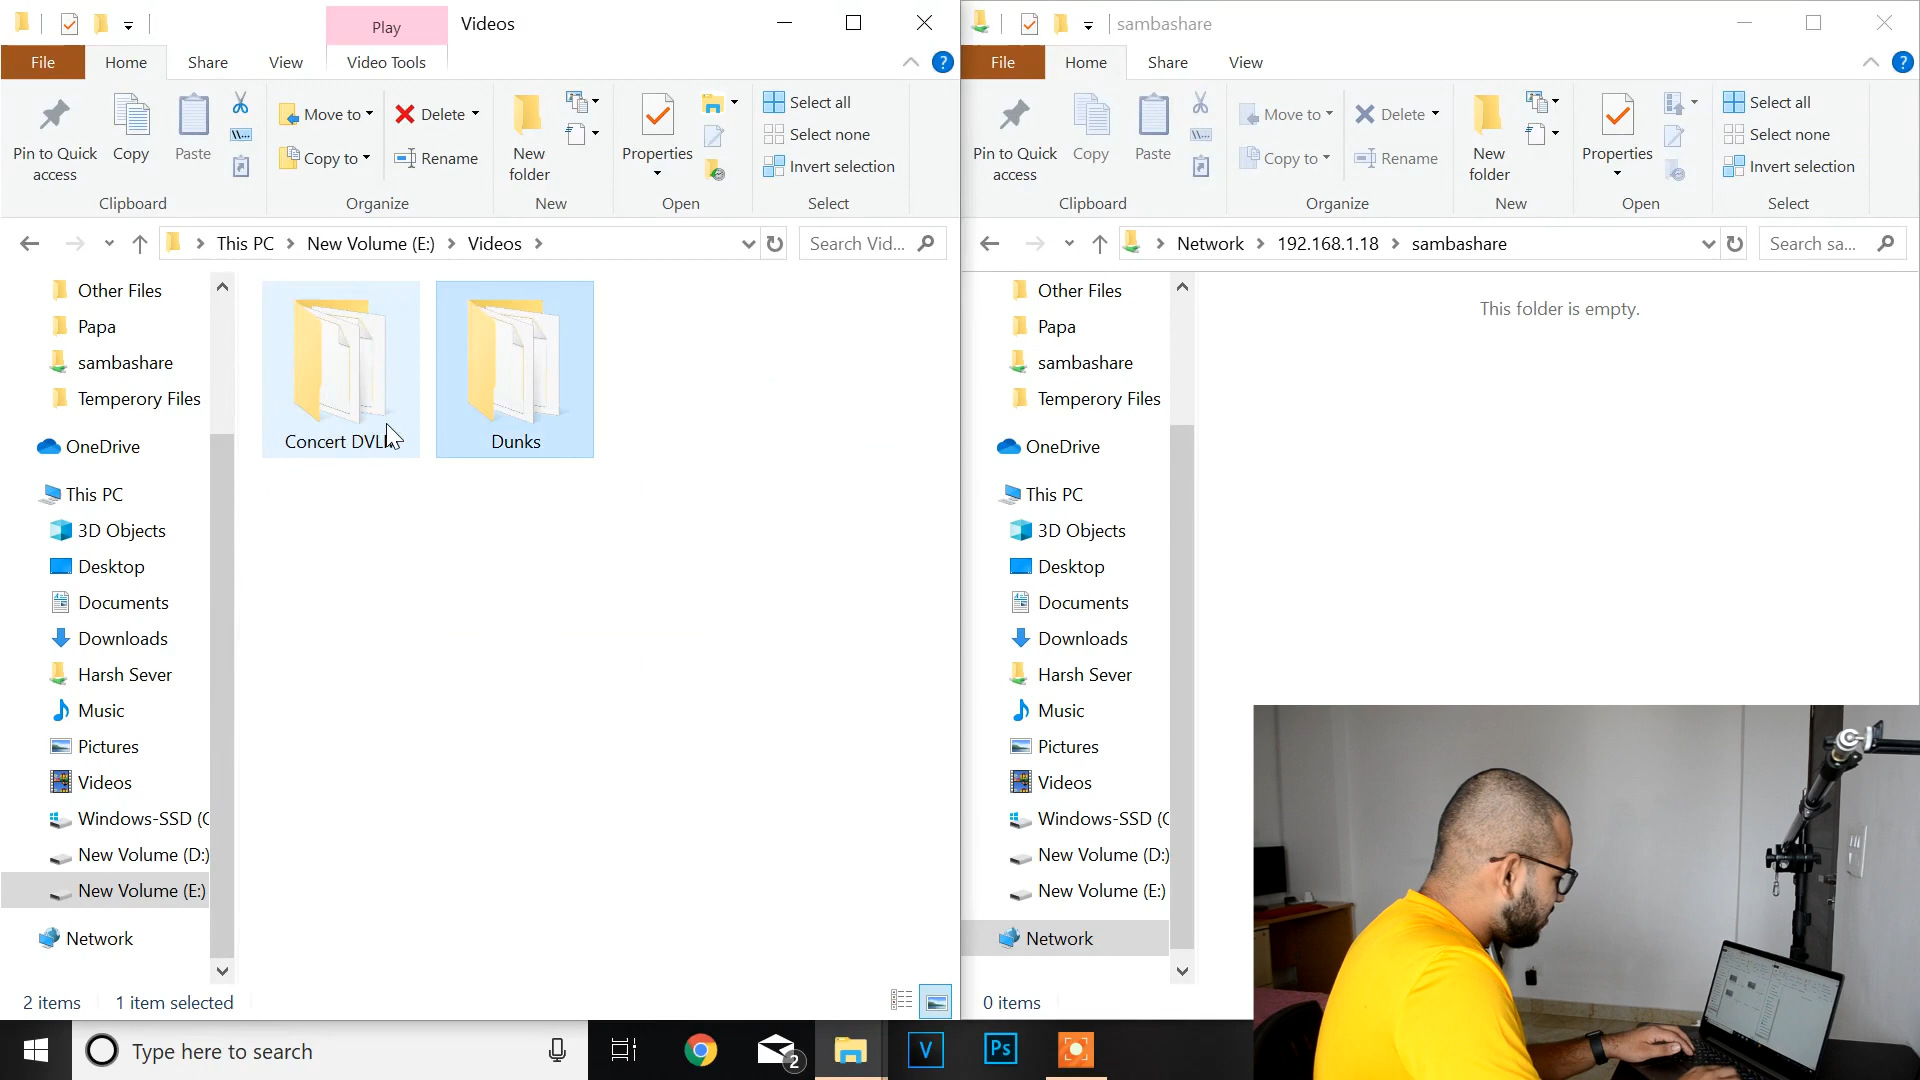 Play
Videos
File
Home
Share
View
Video Tools
Pin to Quick
access
Copy
Paste
Move to
Copy to
Delete
Rename
New
folder
Properties
Select all
Select none
Invert selection
Clipboard
Organize
New
Open
Select
This PC
New Volume (E:)
Videos
Search Vid...
Other Files
Papa
sambashare
Temperory Files
OneDrive
This PC
3D Objects
Desktop
Documents
Downloads
Harsh Sever
Music
Pictures
Videos
Windows-SSD (C
New Volume (D:)
New Volume (E:)
Network
Dunks
Concert
2 items
1 item selected
sambashare
File
Home
Share
View
Pin to Quick
access
Copy
Paste
Move to
Copy to
Delete
Rename
New
folder
Properties
Select all
Select none
Invert selection
Clipboard
Organize
New
Open
Select
Network
192.168.1.18
sambashare
Search sa...
This folder is empty.
Other Files
Papa
sambashare
Temperory Files
OneDrive
This PC
3D Objects
Desktop
Documents
Downloads
Harsh Sever
Music
Pictures
Videos
Windows-SSD (C
New Volume (D:)
New Volume (E:)
Network
0 items
Type here to search
2
V
Ps